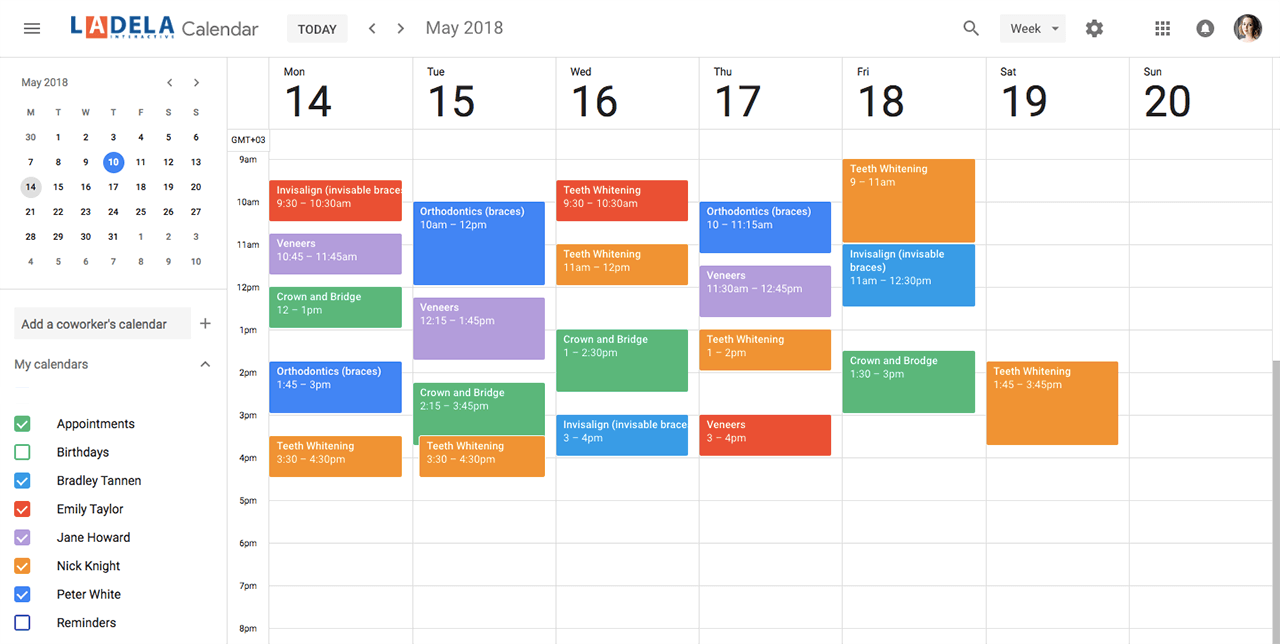 LADELA
INTERACTIVE
Calendar
TODAY
May 2018
Week
May 2018
M T W T F S S
30 1 2 3 4 5 6
7 8 9 10 11 12 13
14 15 16 17 18 19 20
21 22 23 24 25 26 27
28 29 30 31 1 2 3
4 5 6 7 8 9 10
Add a coworker's calendar
My calendars
Appointments
Birthdays
Bradley Tannen
Emily Taylor
Jane Howard
Nick Knight
Peter White
Reminders
Mon
14
Tue
15
Wed
16
Thu
17
Fri
18
Sat
19
Sun
20
GMT+03
9am
10am
11am
12pm
1pm
2pm
3pm
4pm
5pm
6pm
7pm
8pm
Invisalign (invisable brace
9:30 – 10:30am
Veneers
10:45 – 11:45am
Crown and Bridge
12 – 1pm
Orthodontics (braces)
1:45 – 3pm
Teeth Whitening
3:30 – 4:30pm
Orthodontics (braces)
10am – 12pm
Veneers
12:15 – 1:45pm
Crown and Bridge
2:15 – 3:45pm
Teeth Whitening
3:30 – 4:30pm
Teeth Whitening
9:30 – 10:30am
Teeth Whitening
11am – 12pm
Crown and Bridge
1 – 2:30pm
Invisalign (invisable brace
3 – 4pm
Orthodontics (braces)
10 – 11:15am
Veneers
11:30am – 12:45pm
Teeth Whitening
1 – 2pm
Veneers
3 – 4pm
Teeth Whitening
9 – 11am
Invisalign (invisable
braces)
11am – 12:30pm
Crown and Brodge
1:30 – 3pm
Teeth Whitening
1:45 – 3:45pm